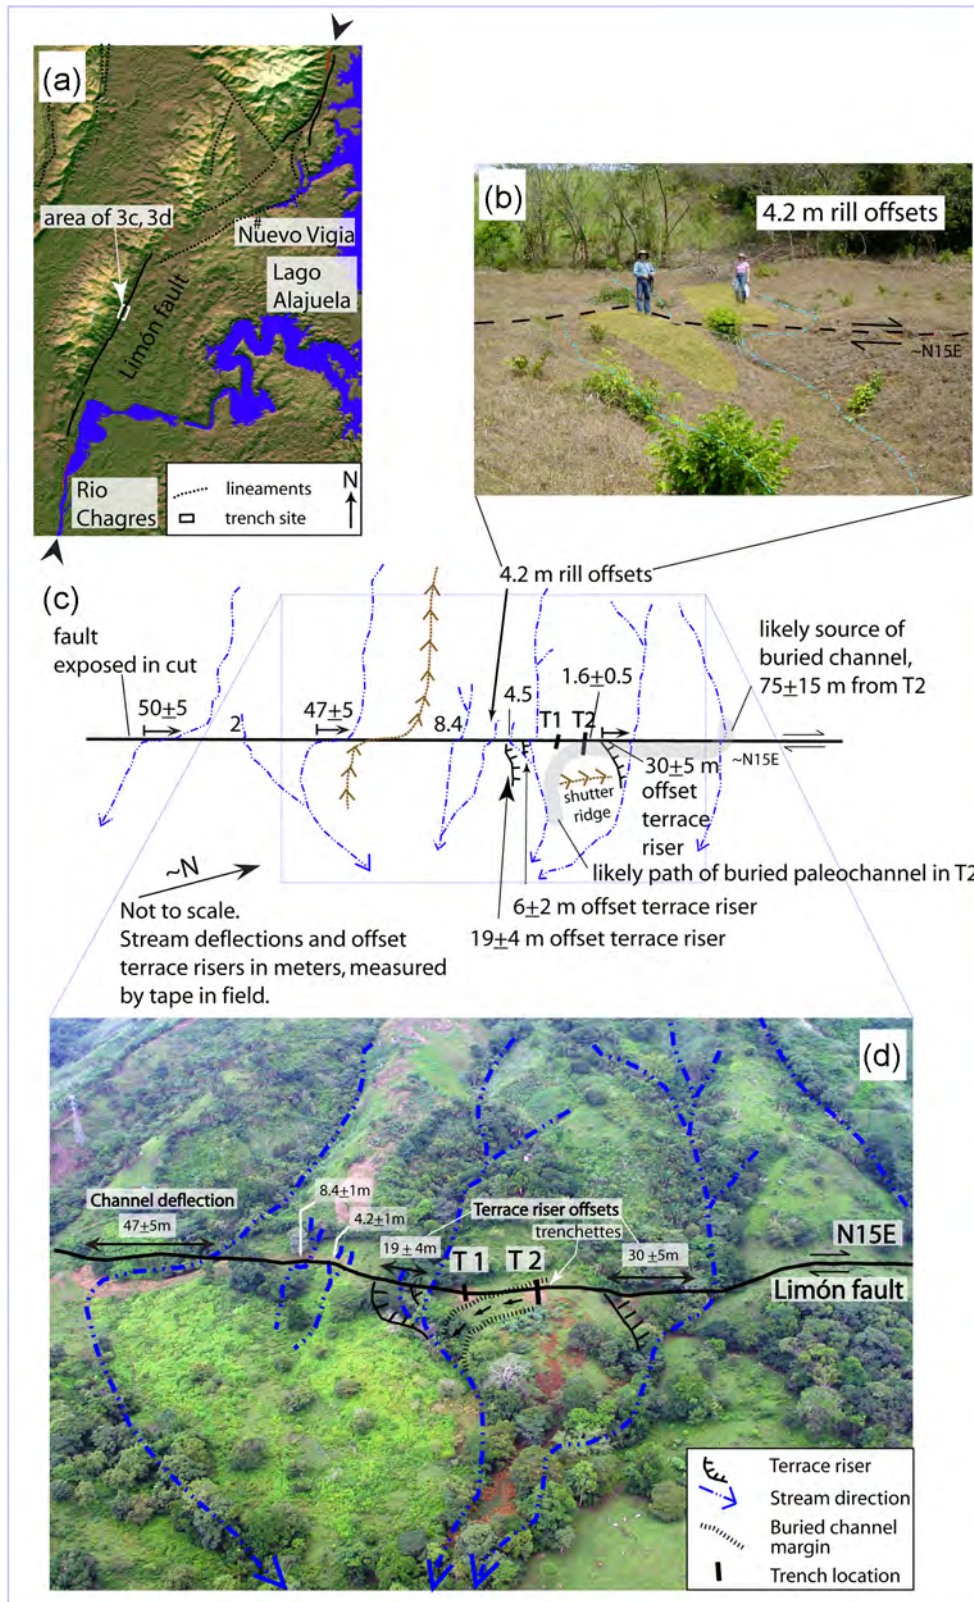 (a)
area of 3c, 3d
#
Nuevo Vigia
Lago
Alajuela
Limón fault
Rio
Chagres
lineaments
trench site
N
(b)
4.2 m rill offsets
~N15E
(c)
4.2 m rill offsets
fault
exposed in cut
50±5
2
47±5
8.4
4.5
1.6±0.5
T1
T2
likely source of
buried channel,
75±15 m from T2
~N15E
shutter
ridge
30±5 m
offset
terrace
riser
likely path of buried paleochannel in T2
6±2 m offset terrace riser
19±4 m offset terrace riser
~N
Not to scale.
Stream deflections and offset
terrace risers in meters, measured
by tape in field.
(d)
Channel deflection
47±5m
8.4±1m
4.2±1m
19 ± 4m
Terrace riser offsets
trenchettes
T 1
T 2
30 ±5m
N15E
Limón fault
Terrace riser
Stream direction
Buried channel
margin
Trench location